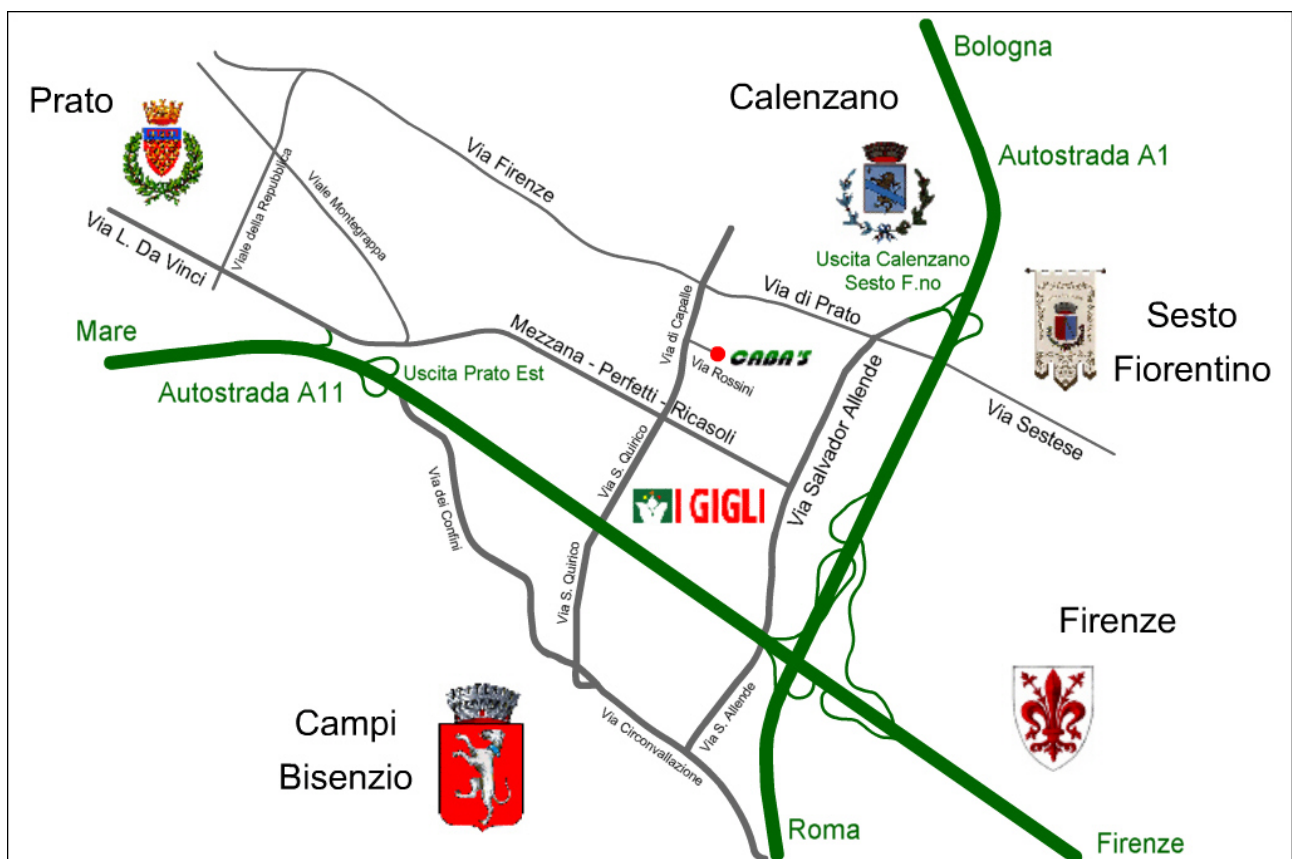 Bologna
Prato
Calenzano
Autostrada A1
Via Firenze
Viale della Repubblica
Viale Montegrappa
Via L. Da Vinci
Uscita Calenzano
Sesto F.no
Via di Prato
Via di Capalle
Mare
Mezzana - Perfetti - Ricasoli
CABA'S
Via Rossini
Sesto
Fiorentino
Uscita Prato Est
Autostrada A11
Via Salvador Allende
Via Sestese
Via S. Quirico
Via dei Confini
I GIGLI
Via S. Quirico
Firenze
Campi
Bisenzio
Via Circonvallazione
Via S. Allende
Roma
Firenze